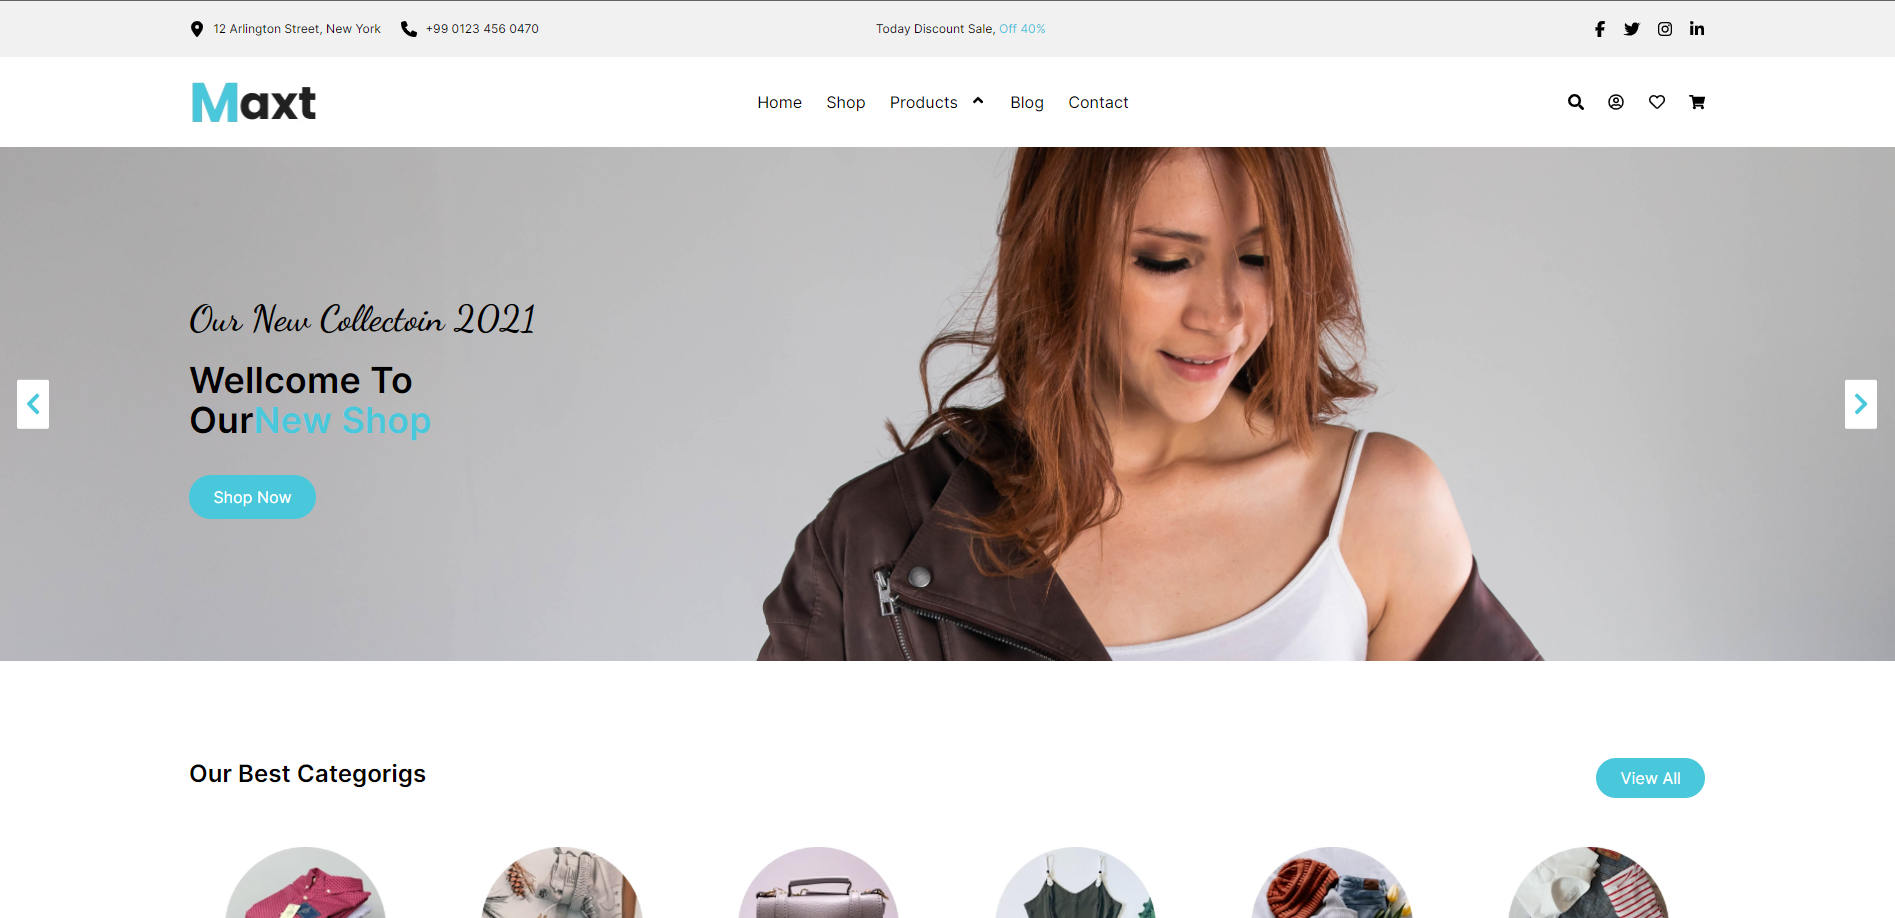 12 Arlington Street, New York +99 0123 456 0470 Today Discount Sale, Off 40%
Maxt Home Shop Products Blog Contact
Our New Collectoin 2021
Wellcome To
OurNew Shop
Shop Now
Our Best Categorigs View All